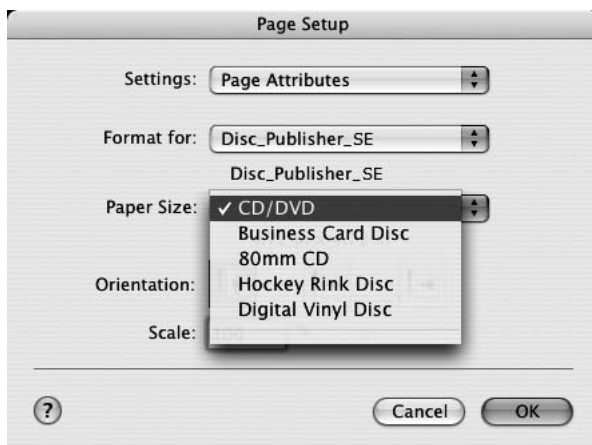 Page Setup
Settings: Page Attributes
Format for: Disc_Publisher_SE
Disc_Publisher_SE
Paper Size: ✓ CD/DVD
Business Card Disc
80mm CD
Hockey Rink Disc
Orientation:
Digital Vinyl Disc
Scale: 100 %
? Cancel OK